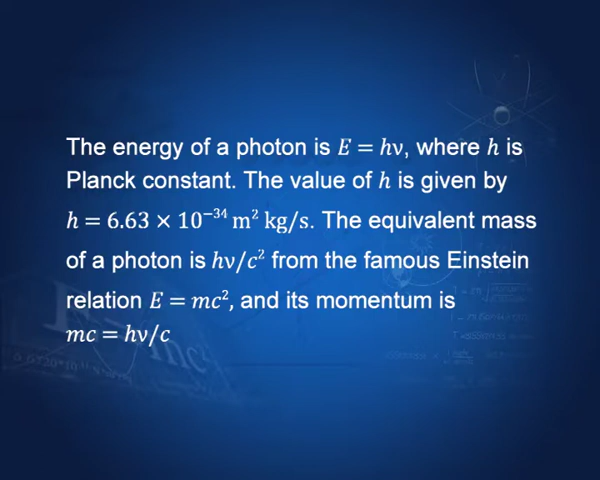 The energy of a photon is E = hν, where h is
Planck constant. The value of h is given by
h = 6.63 × 10⁻³⁴ m² kg/s. The equivalent mass
of a photon is hν/c² from the famous Einstein
relation E = mc², and its momentum is
mc = hν/c